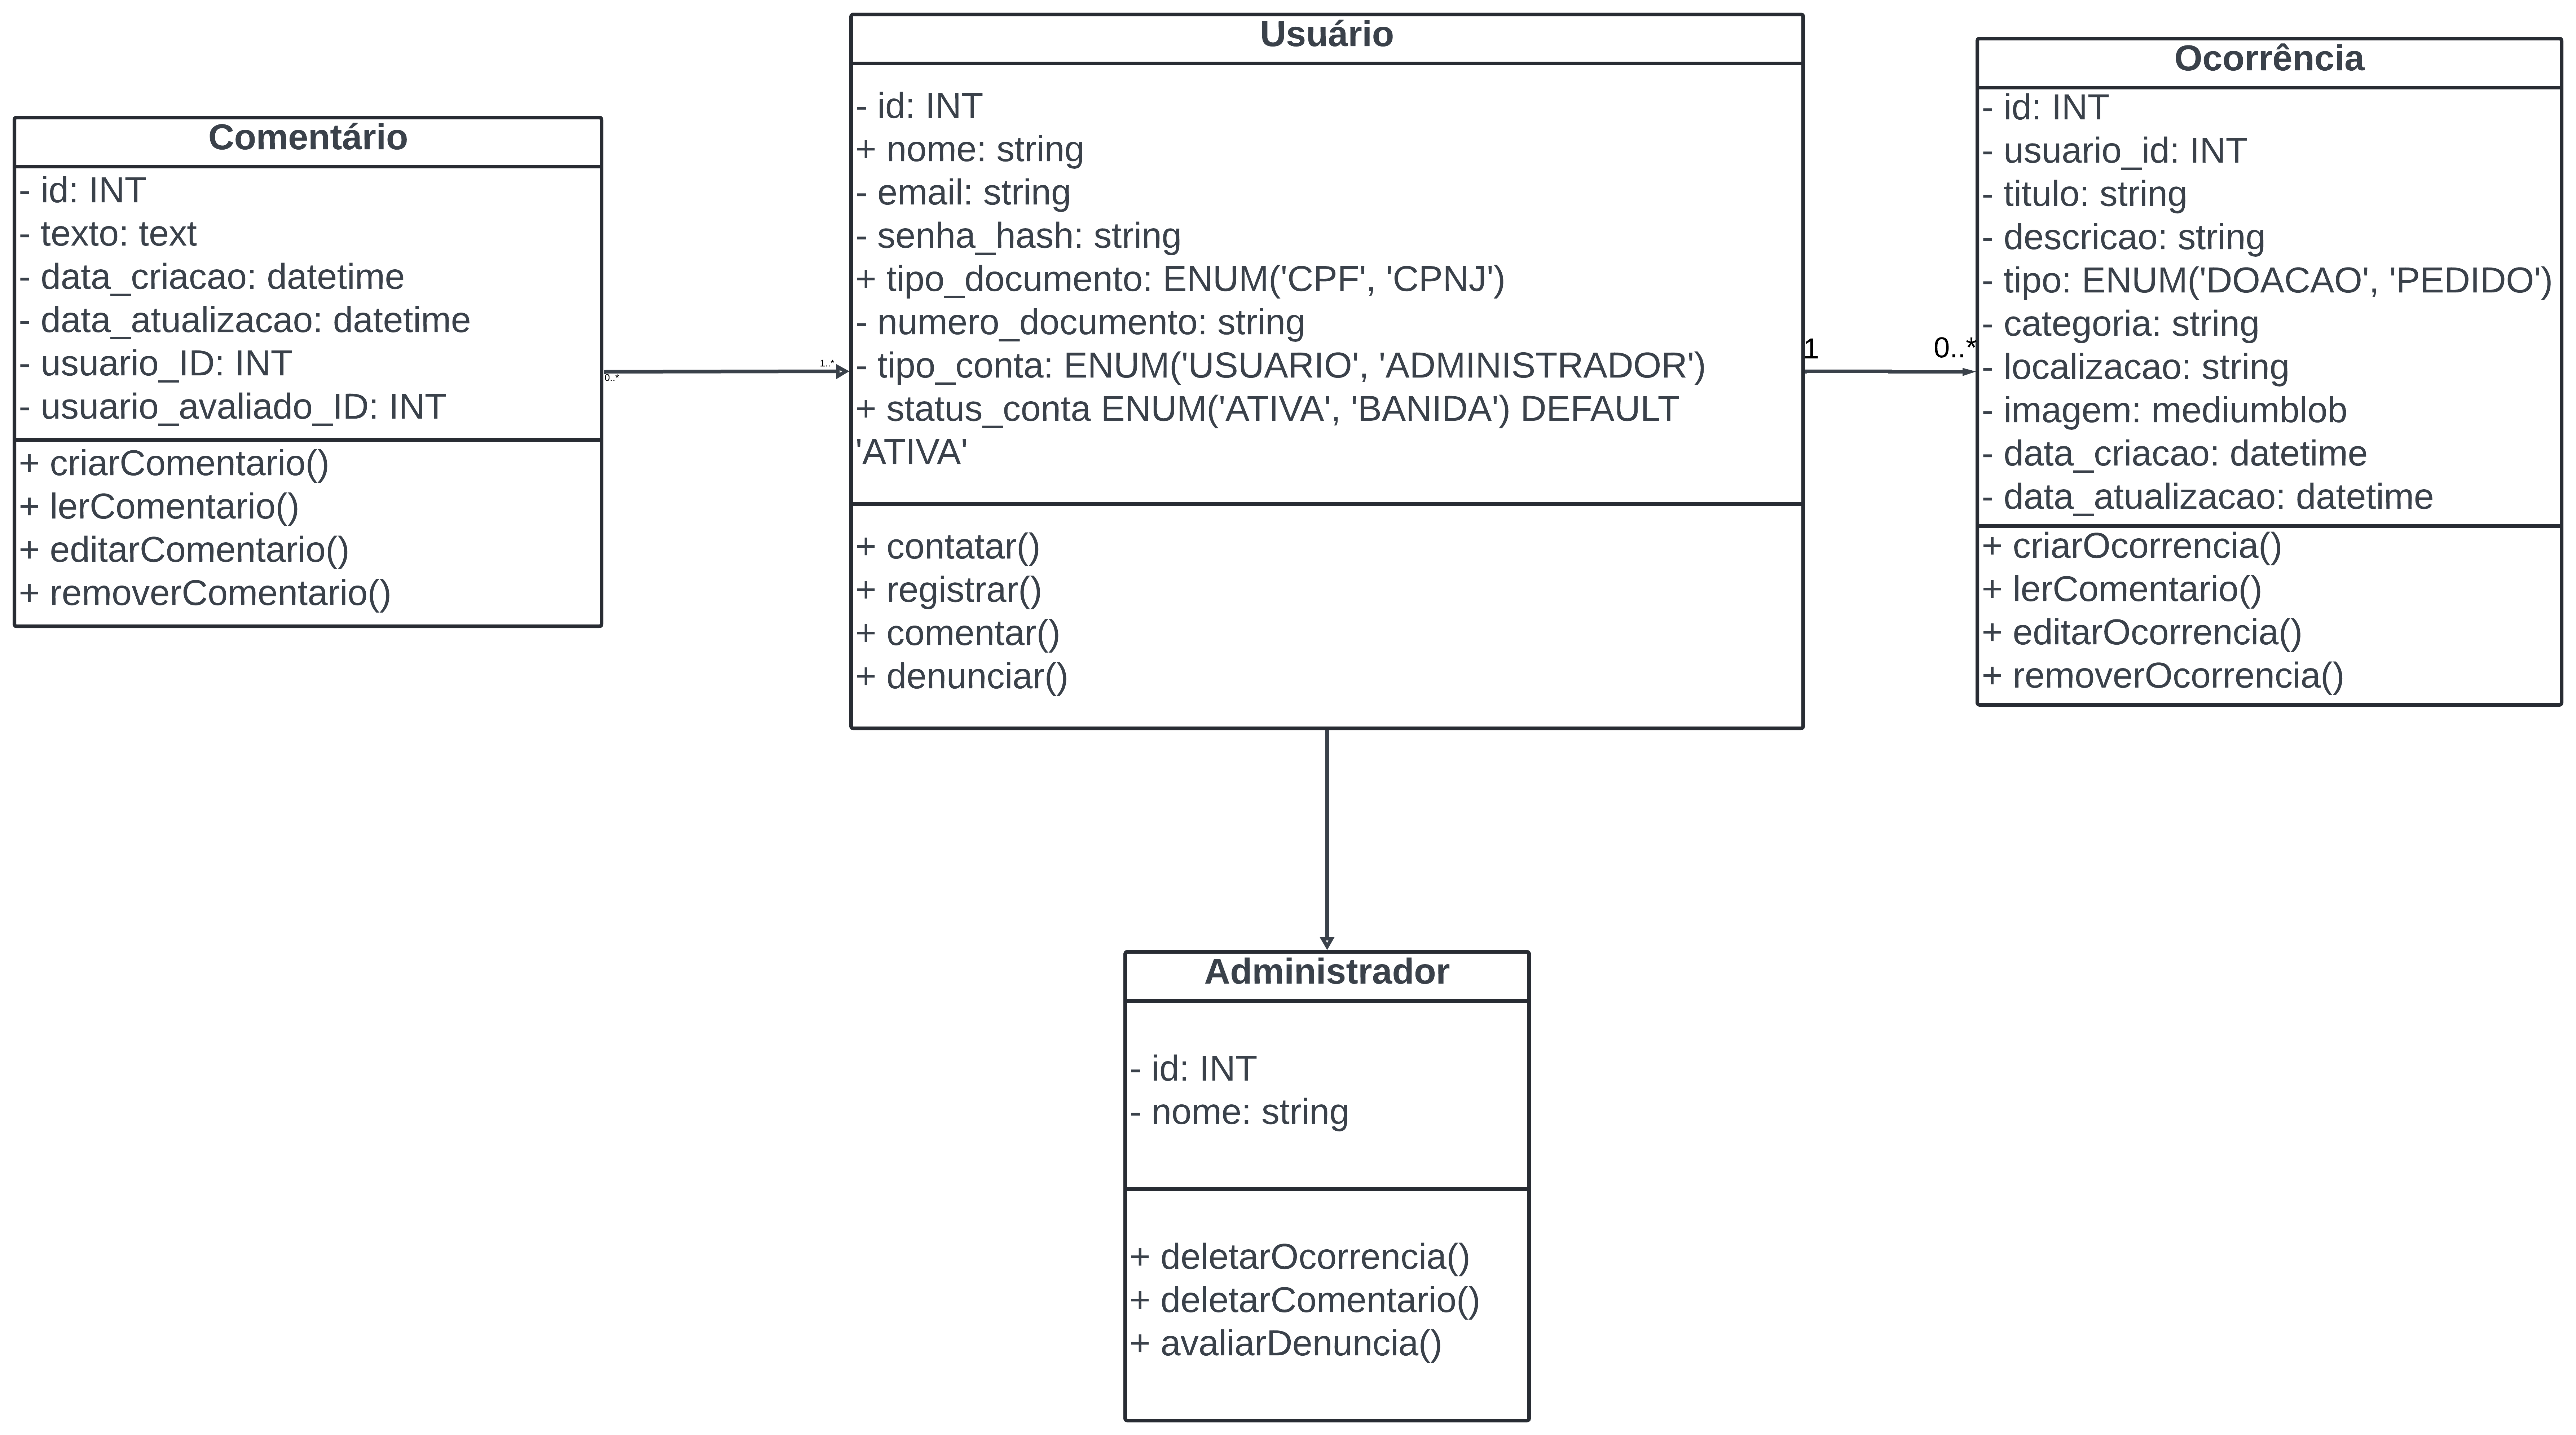 Comentário
- id: INT
- texto: text
- data_criacao: datetime
- data_atualizacao: datetime
- usuario_ID: INT
- usuario_avaliado_ID: INT
+ criarComentario()
+ lerComentario()
+ editarComentario()
+ removerComentario()
0..*
1..*
Usuário
- id: INT
+ nome: string
- email: string
- senha_hash: string
+ tipo_documento: ENUM('CPF', 'CPNJ')
- numero_documento: string
- tipo_conta: ENUM('USUARIO', 'ADMINISTRADOR')
+ status_conta ENUM('ATIVA', 'BANIDA') DEFAULT
'ATIVA'
+ contatar()
+ registrar()
+ comentar()
+ denunciar()
1
0..*
Ocorrência
- id: INT
- usuario_id: INT
- titulo: string
- descricao: string
- tipo: ENUM('DOACAO', 'PEDIDO')
- categoria: string
- localizacao: string
- imagem: mediumblob
- data_criacao: datetime
- data_atualizacao: datetime
+ criarOcorrencia()
+ lerComentario()
+ editarOcorrencia()
+ removerOcorrencia()
Administrador
- id: INT
- nome: string
+ deletarOcorrencia()
+ deletarComentario()
+ avaliarDenuncia()